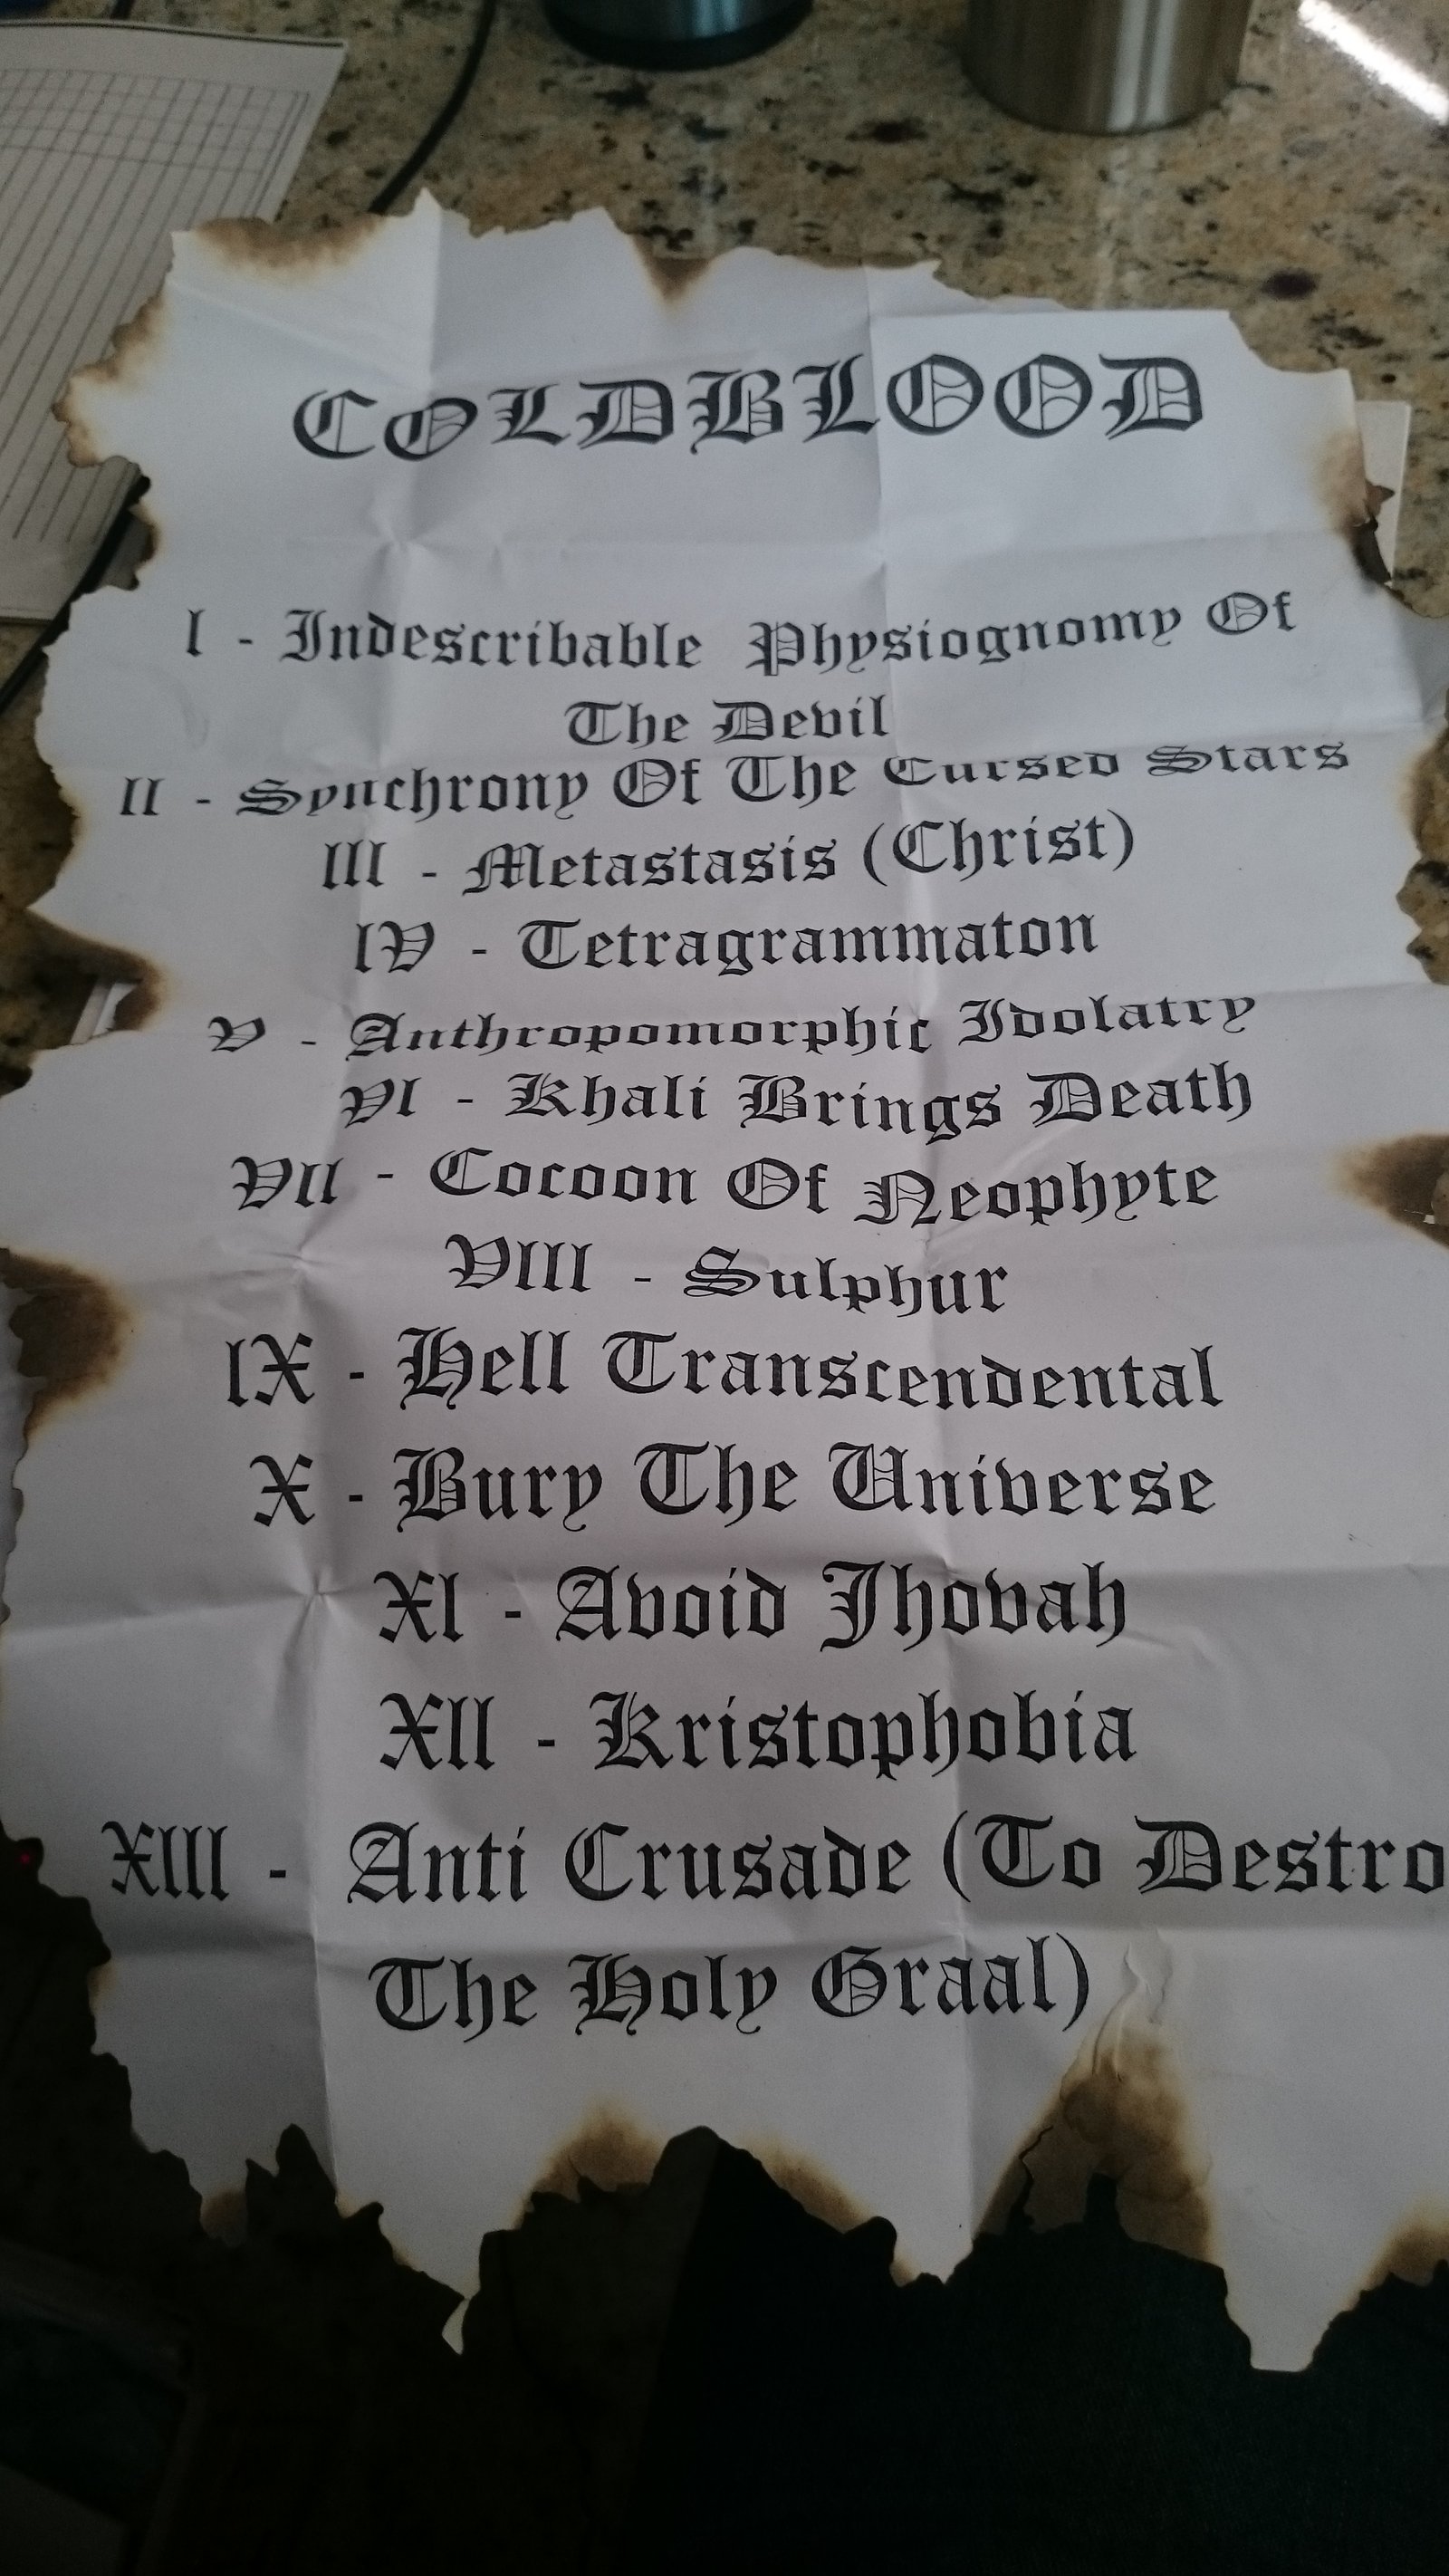 COLDBLOOD
I - Indescribable Physiognomy Of
The Devil
II - Synchrony Of The Cursed Stars
III - Metastasis (Christ)
IV - Tetragrammaton
V - Anthropomorphic Idolatry
VI - Khali Brings Death
VII - Cocoon Of Neophyte
VIII - Sulphur
IX - Hell Transcendental
X - Bury The Universe
XI - Avoid Jhovah
XII - Kristophobia
XIII - Anti Crusade (To Destro
The Holy Graal)